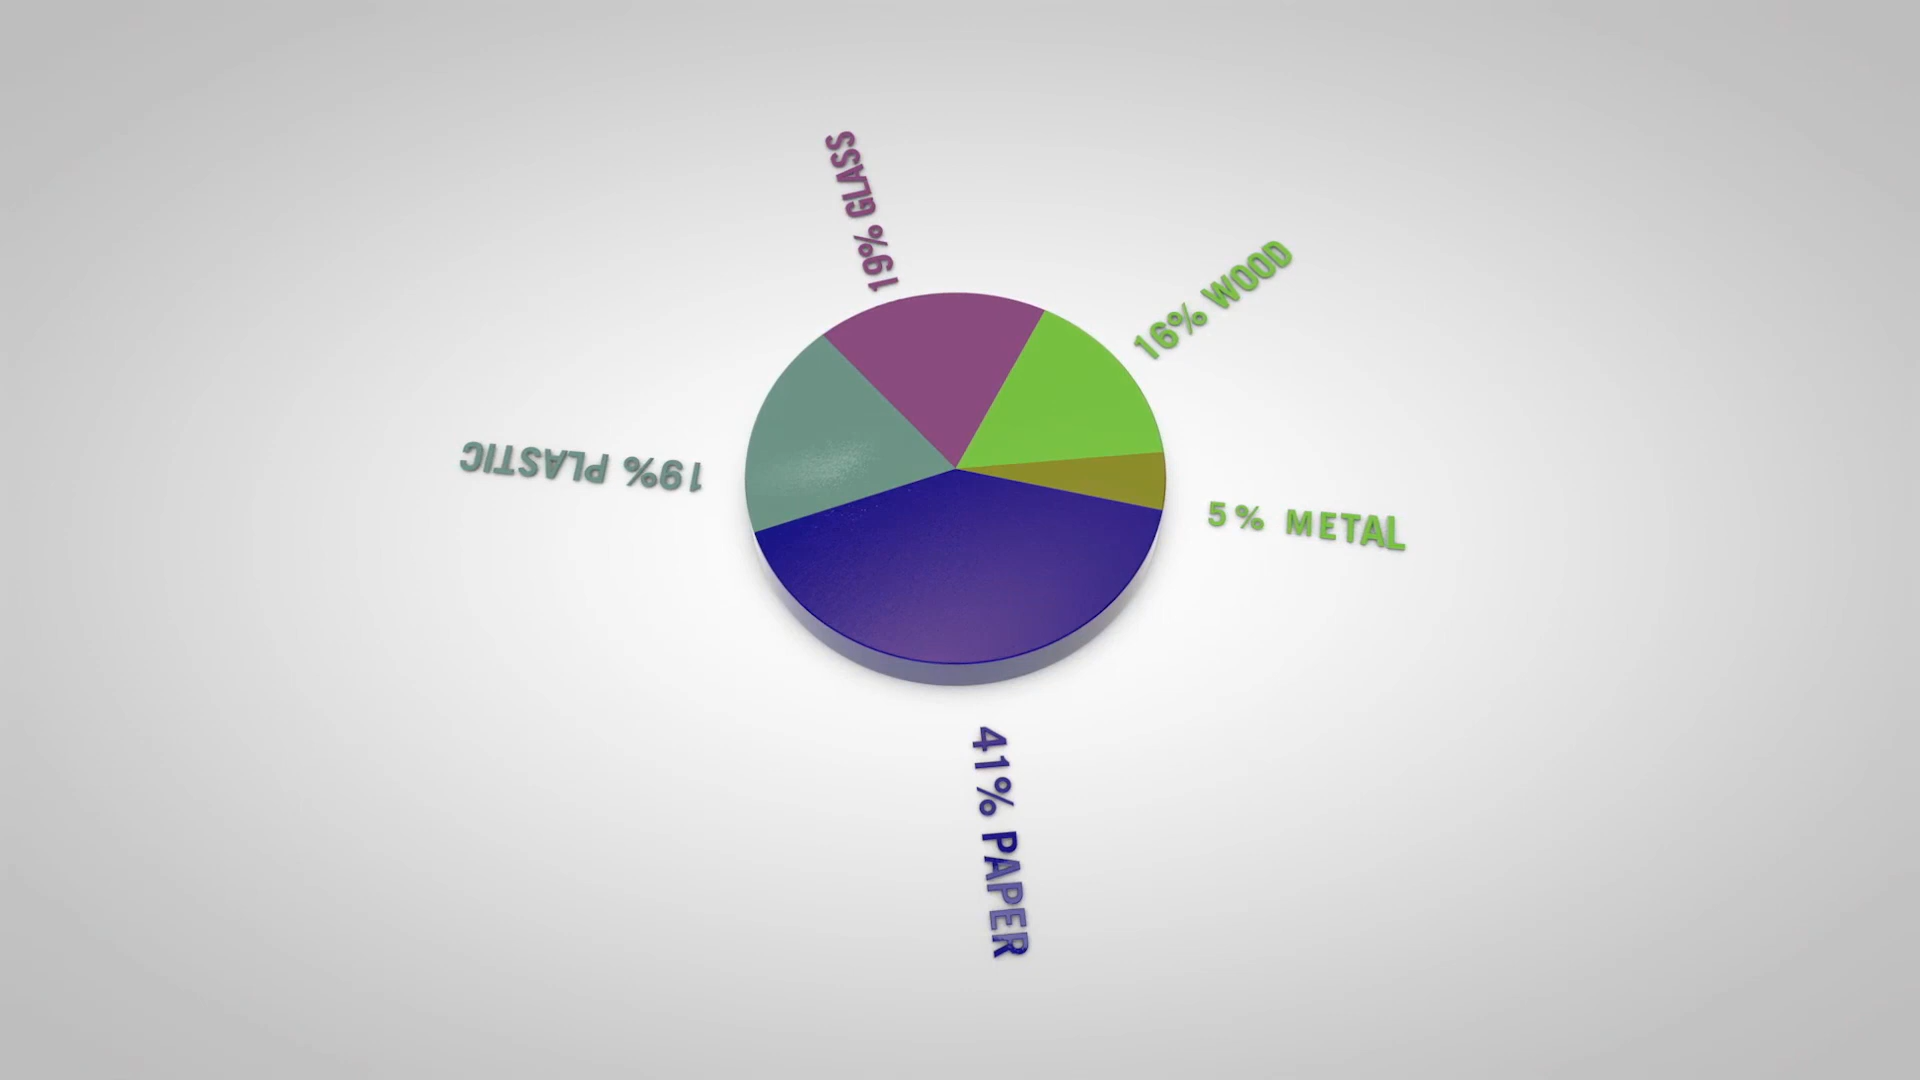 19% GLASS
16% WOOD
19% PLASTIC
5% METAL
41% PAPER